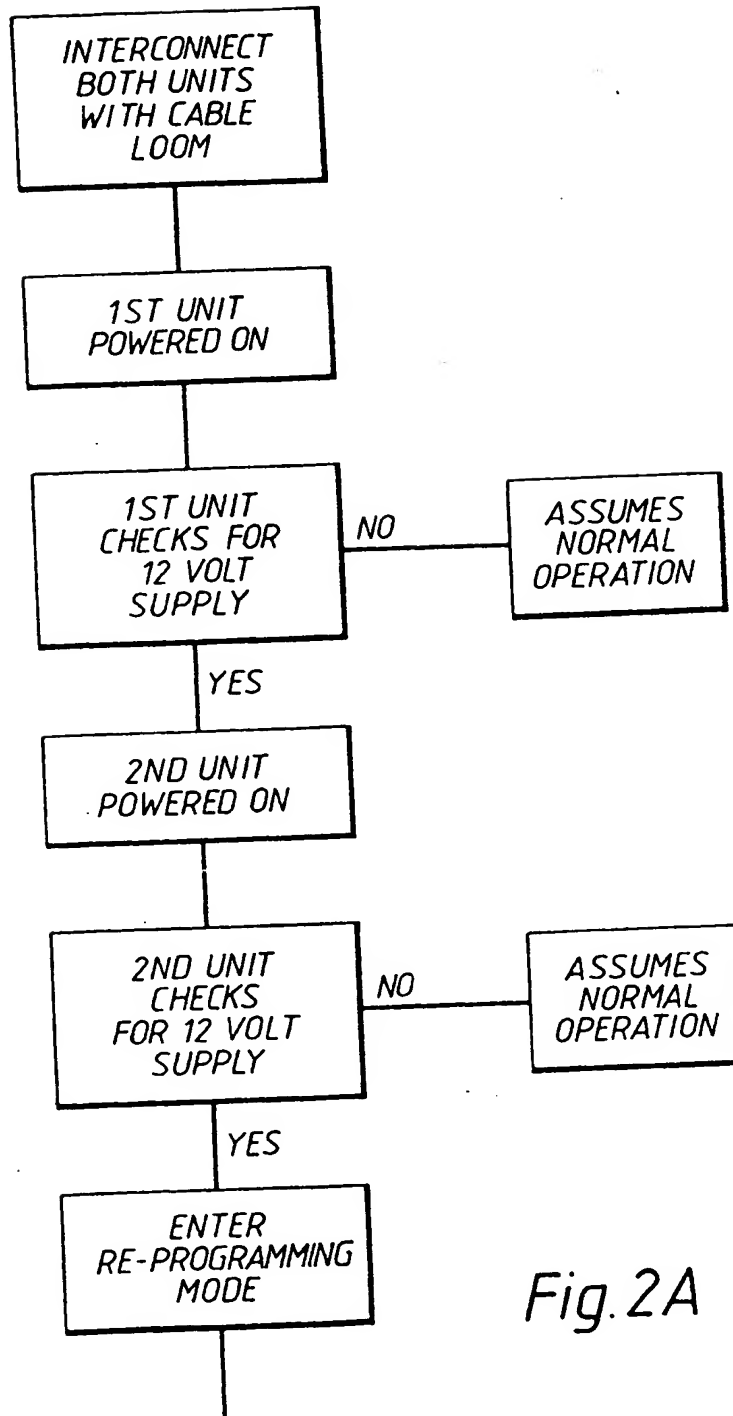 INTERCONNECT
BOTH UNITS
WITH CABLE
LOOM
1ST UNIT
POWERED ON
1ST UNIT
CHECKS FOR
12 VOLT
SUPPLY
NO
ASSUMES
NORMAL
OPERATION
YES
2ND UNIT
POWERED ON
2ND UNIT
CHECKS
FOR 12 VOLT
SUPPLY
NO
ASSUMES
NORMAL
OPERATION
YES
ENTER
RE-PROGRAMMING
MODE
Fig. 2A